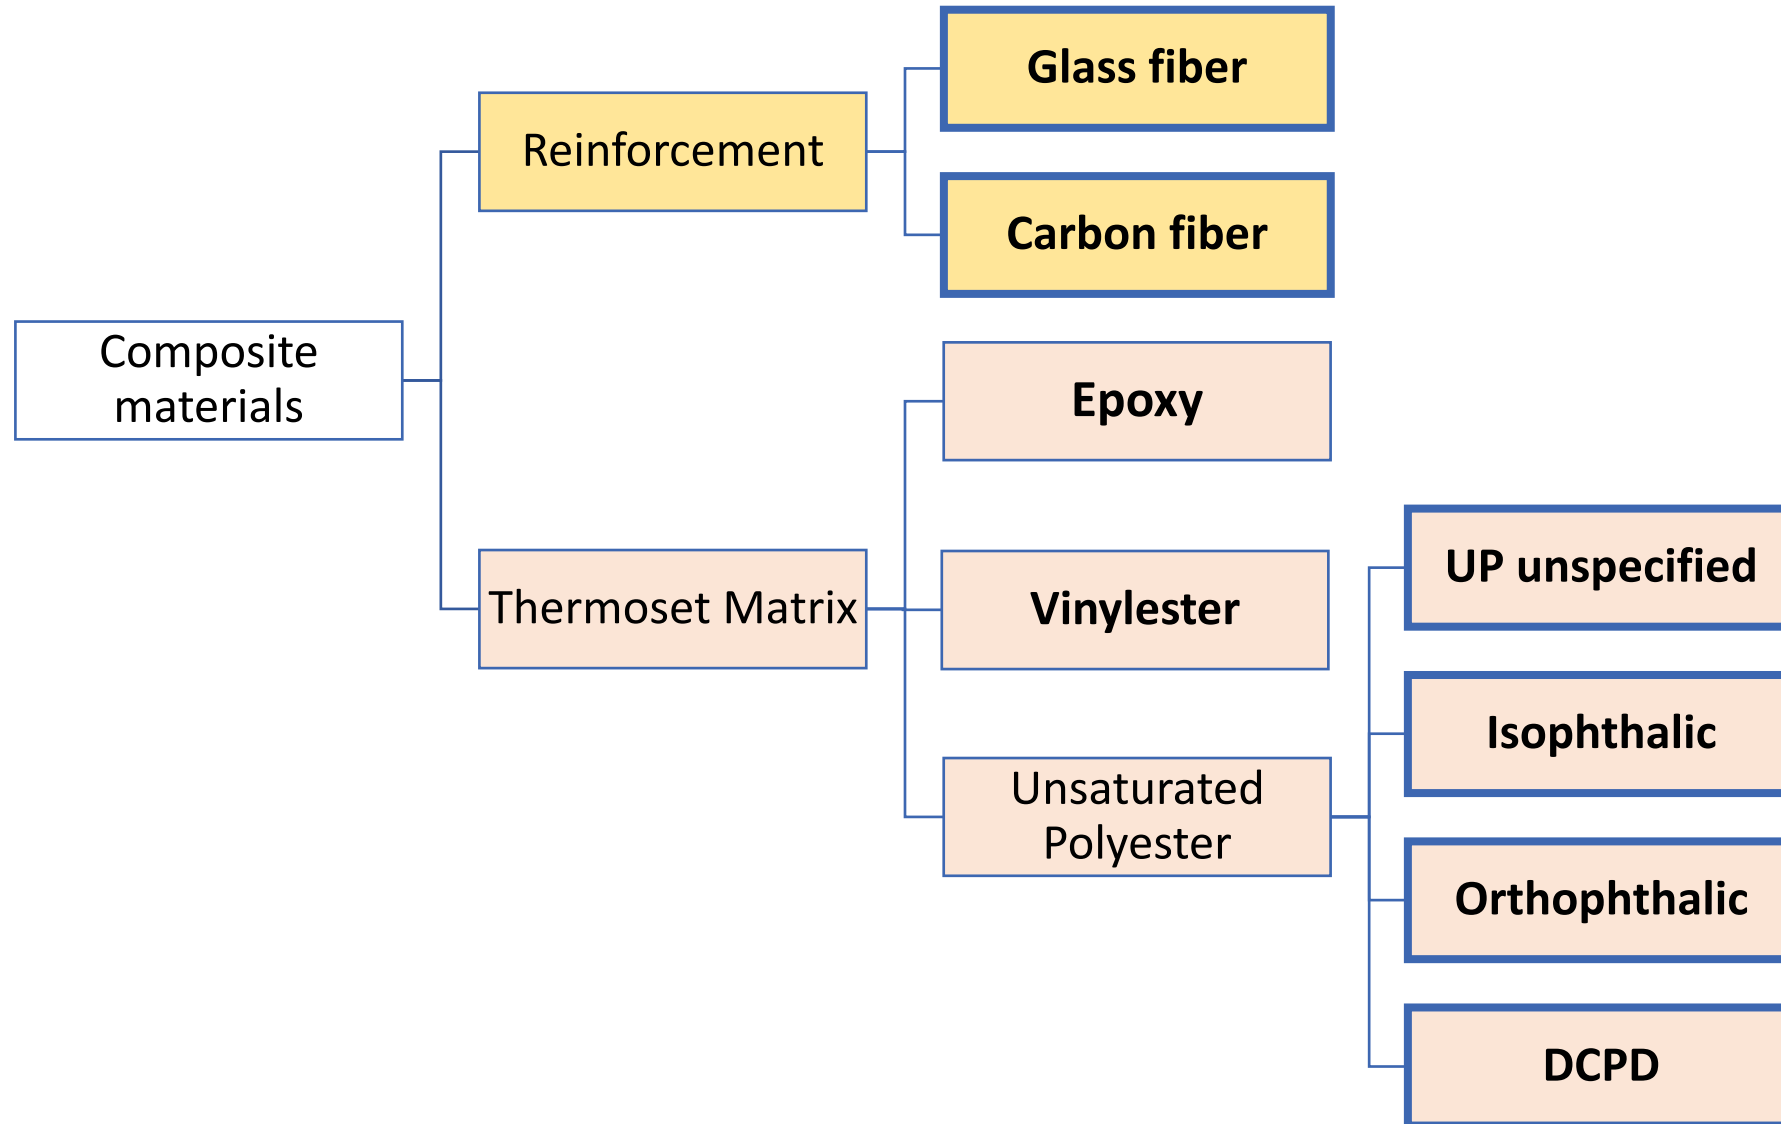 Glass fiber
Reinforcement
Carbon fiber
Composite
materials
Epoxy
UP unspecified
Thermoset Matrix
Vinylester
Isophthalic
Unsaturated
Polyester
Orthophthalic
DCPD